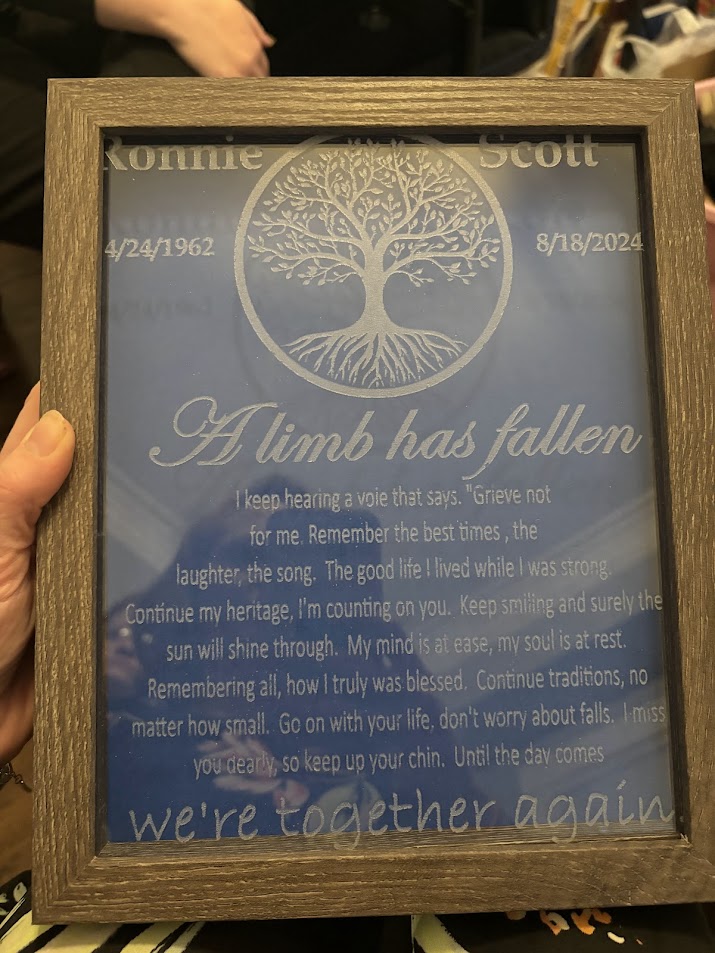 Ronnie Scott
4/24/1962 8/18/2024
A limb has fallen
I keep hearing a voie that says. "Grieve not
for me. Remember the best times , the
laughter, the song. The good life I lived while I was strong.
Continue my heritage, I'm counting on you. Keep smiling and surely the
sun will shine through. My mind is at ease, my soul is at rest.
Remembering all, how I truly was blessed. Continue traditions, no
matter how small. Go on with your life, don't worry about falls. I miss
you dearly, so keep up your chin. Until the day comes
we're together again.